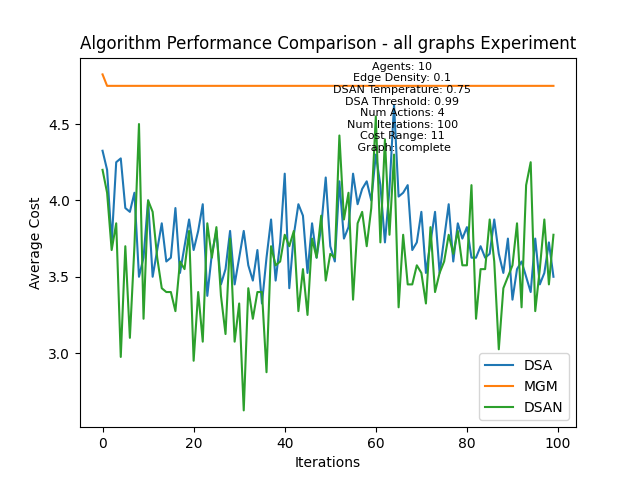 Algorithm Performance Comparison - all graphs Experiment
Agents: 10
Edge Density: 0.1
DSAN Temperature: 0.75
DSA Threshold: 0.99
Num Actions: 4
Num Iterations: 100
Cost Range: 11
Graph: complete
Average Cost
4.5
4.0
3.5
3.0
DSA
MGM
DSAN
0
20
40
60
80
100
Iterations